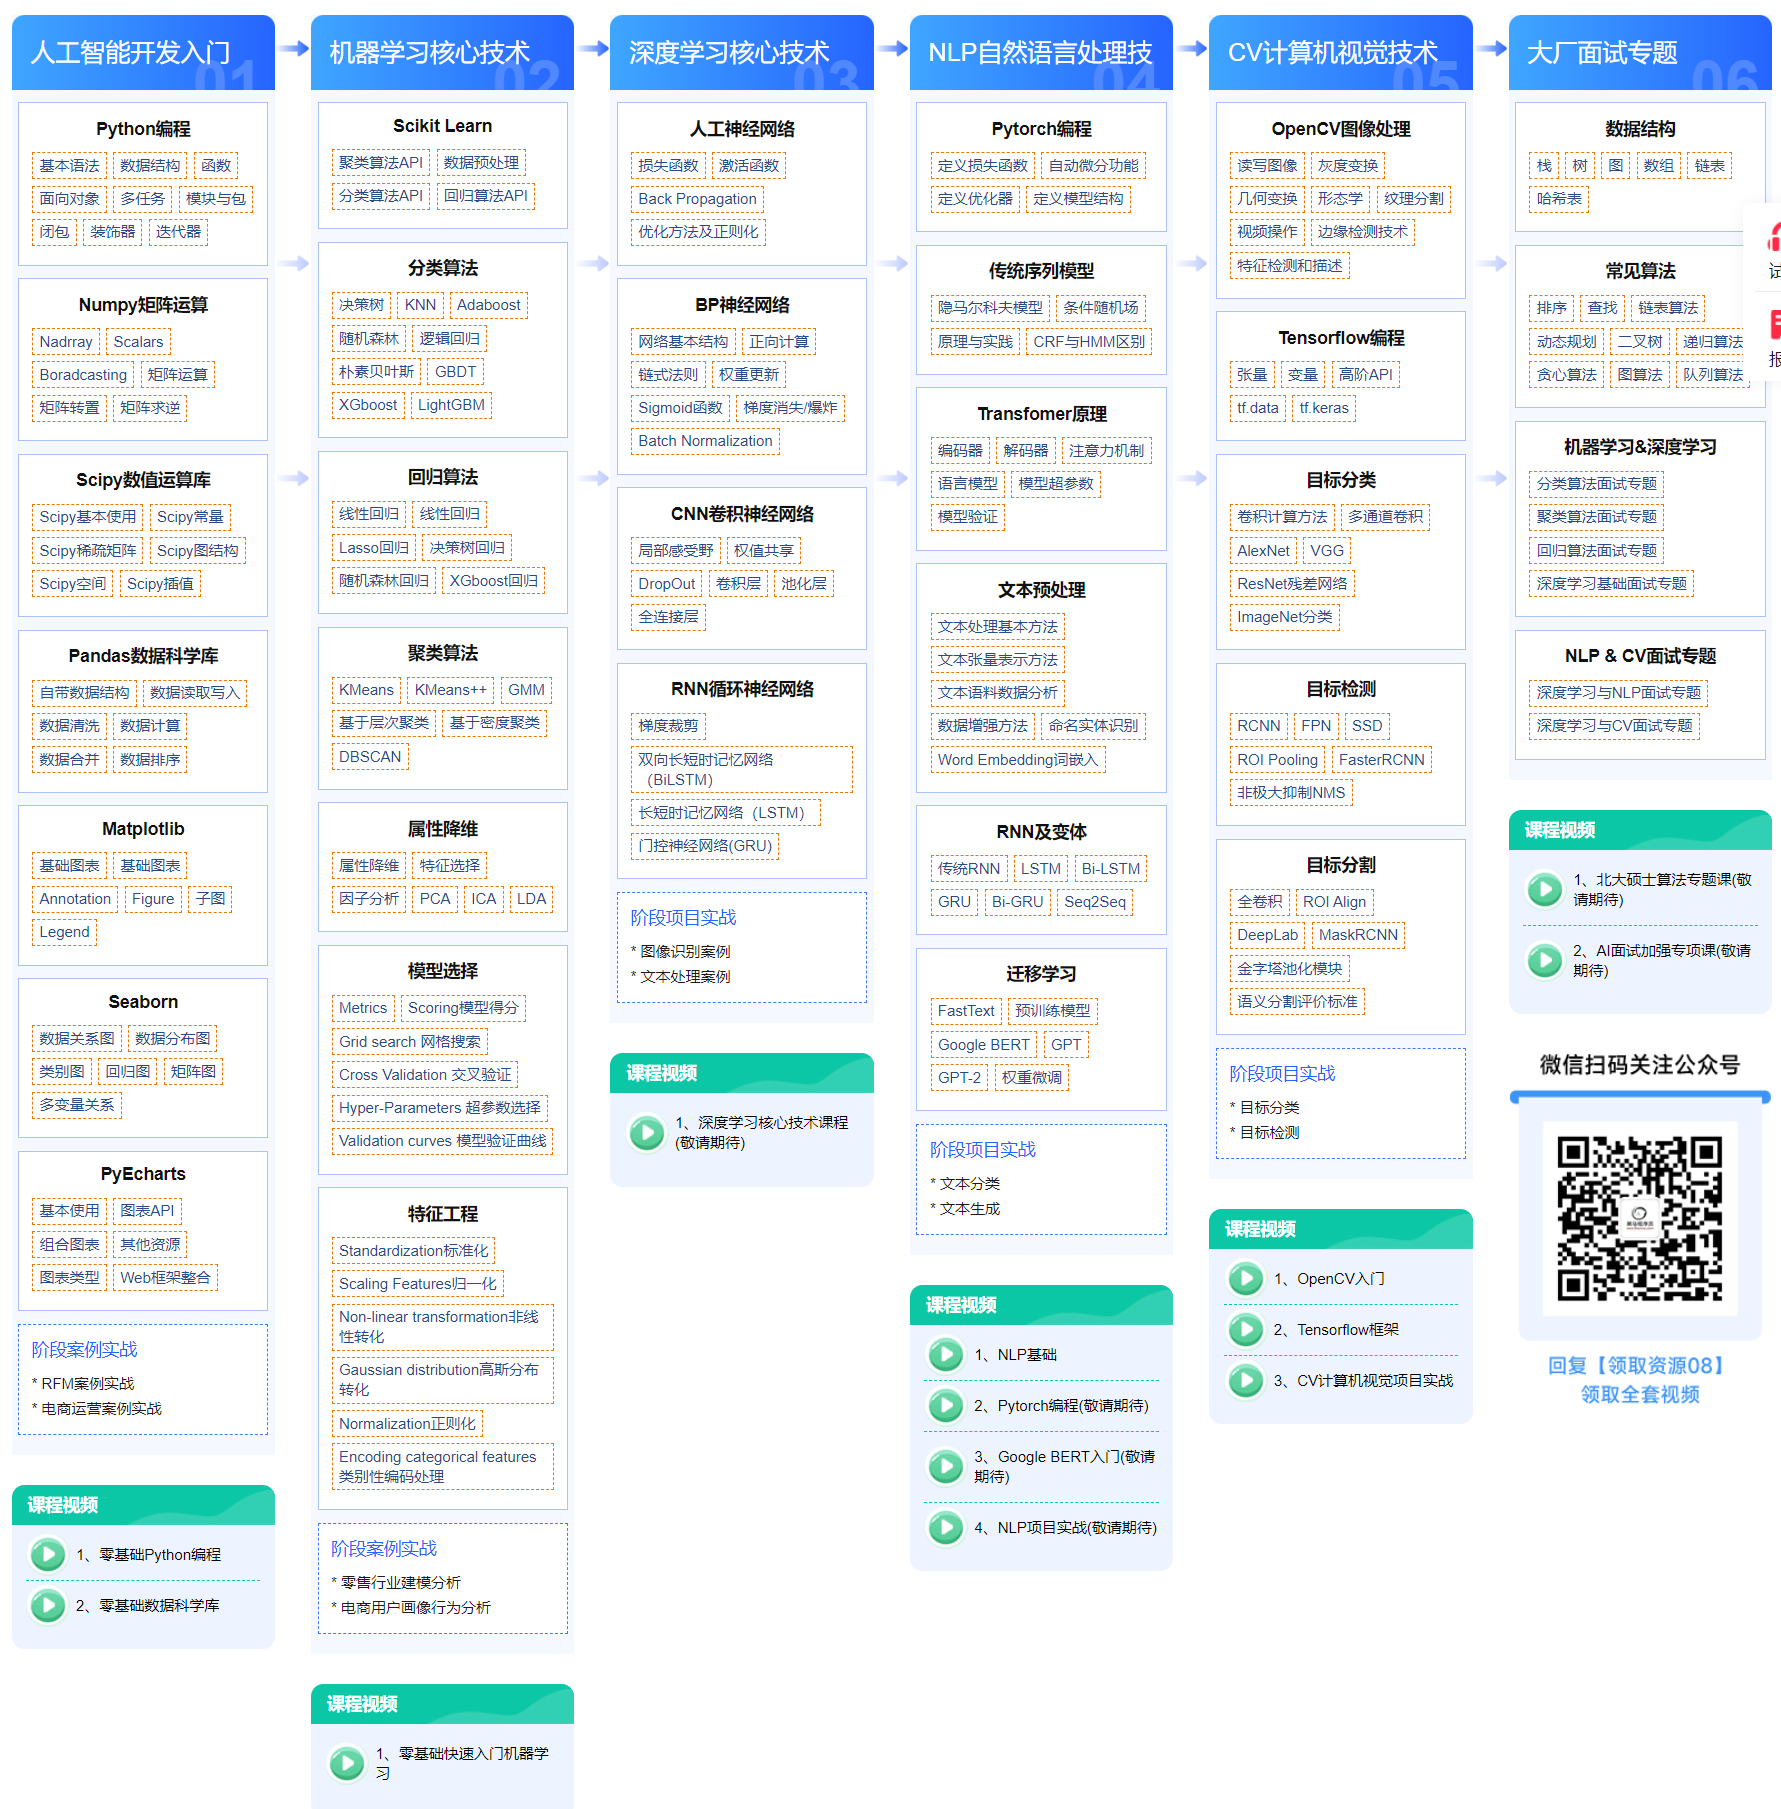 人工智能开发入门
01
Python编程
基本语法 数据结构 函数
面向对象 多任务 模块与包
闭包 装饰器 迭代器
Numpy矩阵运算
Nadrray Scalars
Boradcasting 矩阵运算
矩阵转置 矩阵求逆
Scipy数值运算库
Scipy基本使用 Scipy常量
Scipy稀疏矩阵 Scipy图结构
Scipy空间 Scipy插值
Pandas数据科学库
自带数据结构 数据读取写入
数据清洗 数据计算
数据合并 数据排序
Matplotlib
基础图表 基础图表
Annotation Figure 子图
Legend
Seaborn
数据关系图 数据分布图
类别图 回归图 矩阵图
多变量关系
PyEcharts
基本使用 图表API
组合图表 其他资源
图表类型 Web框架整合
阶段案例实战
* RFM案例实战
* 电商运营案例实战
课程视频
1、零基础Python编程
2、零基础数据科学库
机器学习核心技术
02
Scikit Learn
聚类算法API 数据预处理
分类算法API 回归算法API
分类算法
决策树 KNN Adaboost
随机森林 逻辑回归
朴素贝叶斯 GBDT
XGboost LightGBM
回归算法
线性回归 线性回归
Lasso回归 决策树回归
随机森林回归 XGboost回归
聚类算法
KMeans KMeans++ GMM
基于层次聚类 基于密度聚类
DBSCAN
属性降维
属性降维 特征选择
因子分析 PCA ICA LDA
模型选择
Metrics Scoring模型得分
Grid search 网格搜索
Cross Validation 交叉验证
Hyper-Parameters 超参数选择
Validation curves 模型验证曲线
特征工程
Standardization标准化
Scaling Features归一化
Non-linear transformation非线
性转化
Gaussian distribution高斯分布
转化
Normalization正则化
Encoding categorical features
类别性编码处理
阶段案例实战
* 零售行业建模分析
* 电商用户画像行为分析
课程视频
1、零基础快速入门机器学
习
深度学习核心技术
03
人工神经网络
损失函数 激活函数
Back Propagation
优化方法及正则化
BP神经网络
网络基本结构 正向计算
链式法则 权重更新
Sigmoid函数 梯度消失/爆炸
Batch Normalization
CNN卷积神经网络
局部感受野 权值共享
DropOut 卷积层 池化层
全连接层
RNN循环神经网络
梯度裁剪
双向长短时记忆网络
（BiLSTM）
长短时记忆网络（LSTM）
门控神经网络(GRU)
阶段项目实战
* 图像识别案例
* 文本处理案例
课程视频
1、深度学习核心技术课程
(敬请期待)
NLP自然语言处理技
04
Pytorch编程
定义损失函数 自动微分功能
定义优化器 定义模型结构
传统序列模型
隐马尔科夫模型 条件随机场
原理与实践 CRF与HMM区别
Transfomer原理
编码器 解码器 注意力机制
语言模型 模型超参数
模型验证
文本预处理
文本处理基本方法
文本张量表示方法
文本语料数据分析
数据增强方法 命名实体识别
Word Embedding词嵌入
RNN及变体
传统RNN LSTM Bi-LSTM
GRU Bi-GRU Seq2Seq
迁移学习
FastText 预训练模型
Google BERT GPT
GPT-2 权重微调
阶段项目实战
* 文本分类
* 文本生成
课程视频
1、NLP基础
2、Pytorch编程(敬请期待)
3、Google BERT入门(敬请
期待)
4、NLP项目实战(敬请期待)
CV计算机视觉技术
05
OpenCV图像处理
读写图像 灰度变换
几何变换 形态学 纹理分割
视频操作 边缘检测技术
特征检测和描述
Tensorflow编程
张量 变量 高阶API
tf.data tf.keras
目标分类
卷积计算方法 多通道卷积
AlexNet VGG
ResNet残差网络
ImageNet分类
目标检测
RCNN FPN SSD
ROI Pooling FasterRCNN
非极大抑制NMS
目标分割
全卷积 ROI Align
DeepLab MaskRCNN
金字塔池化模块
语义分割评价标准
阶段项目实战
* 目标分类
* 目标检测
课程视频
1、OpenCV入门
2、Tensorflow框架
3、CV计算机视觉项目实战
大厂面试专题
06
数据结构
栈 树 图 数组 链表
哈希表
常见算法
排序 查找 链表算法
动态规划 二叉树 递归算法
贪心算法 图算法 队列算法
机器学习&深度学习
分类算法面试专题
聚类算法面试专题
回归算法面试专题
深度学习基础面试专题
NLP & CV面试专题
深度学习与NLP面试专题
深度学习与CV面试专题
课程视频
1、北大硕士算法专题课(敬
请期待)
2、AI面试加强专项课(敬请
期待)
微信扫码关注公众号
回复【领取资源08】
领取全套视频
试
报